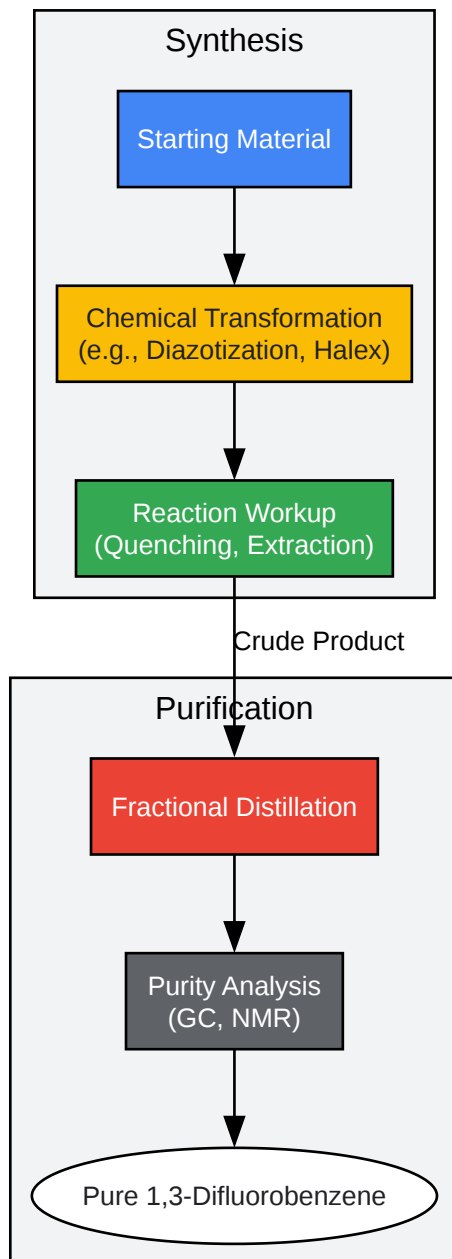 Synthesis
Starting Material
Chemical Transformation
(e.g., Diazotization, Halex)
Reaction Workup
(Quenching, Extraction)
Crude Product
Purification
Fractional Distillation
Purity Analysis
(GC, NMR)
Pure 1,3-Difluorobenzene